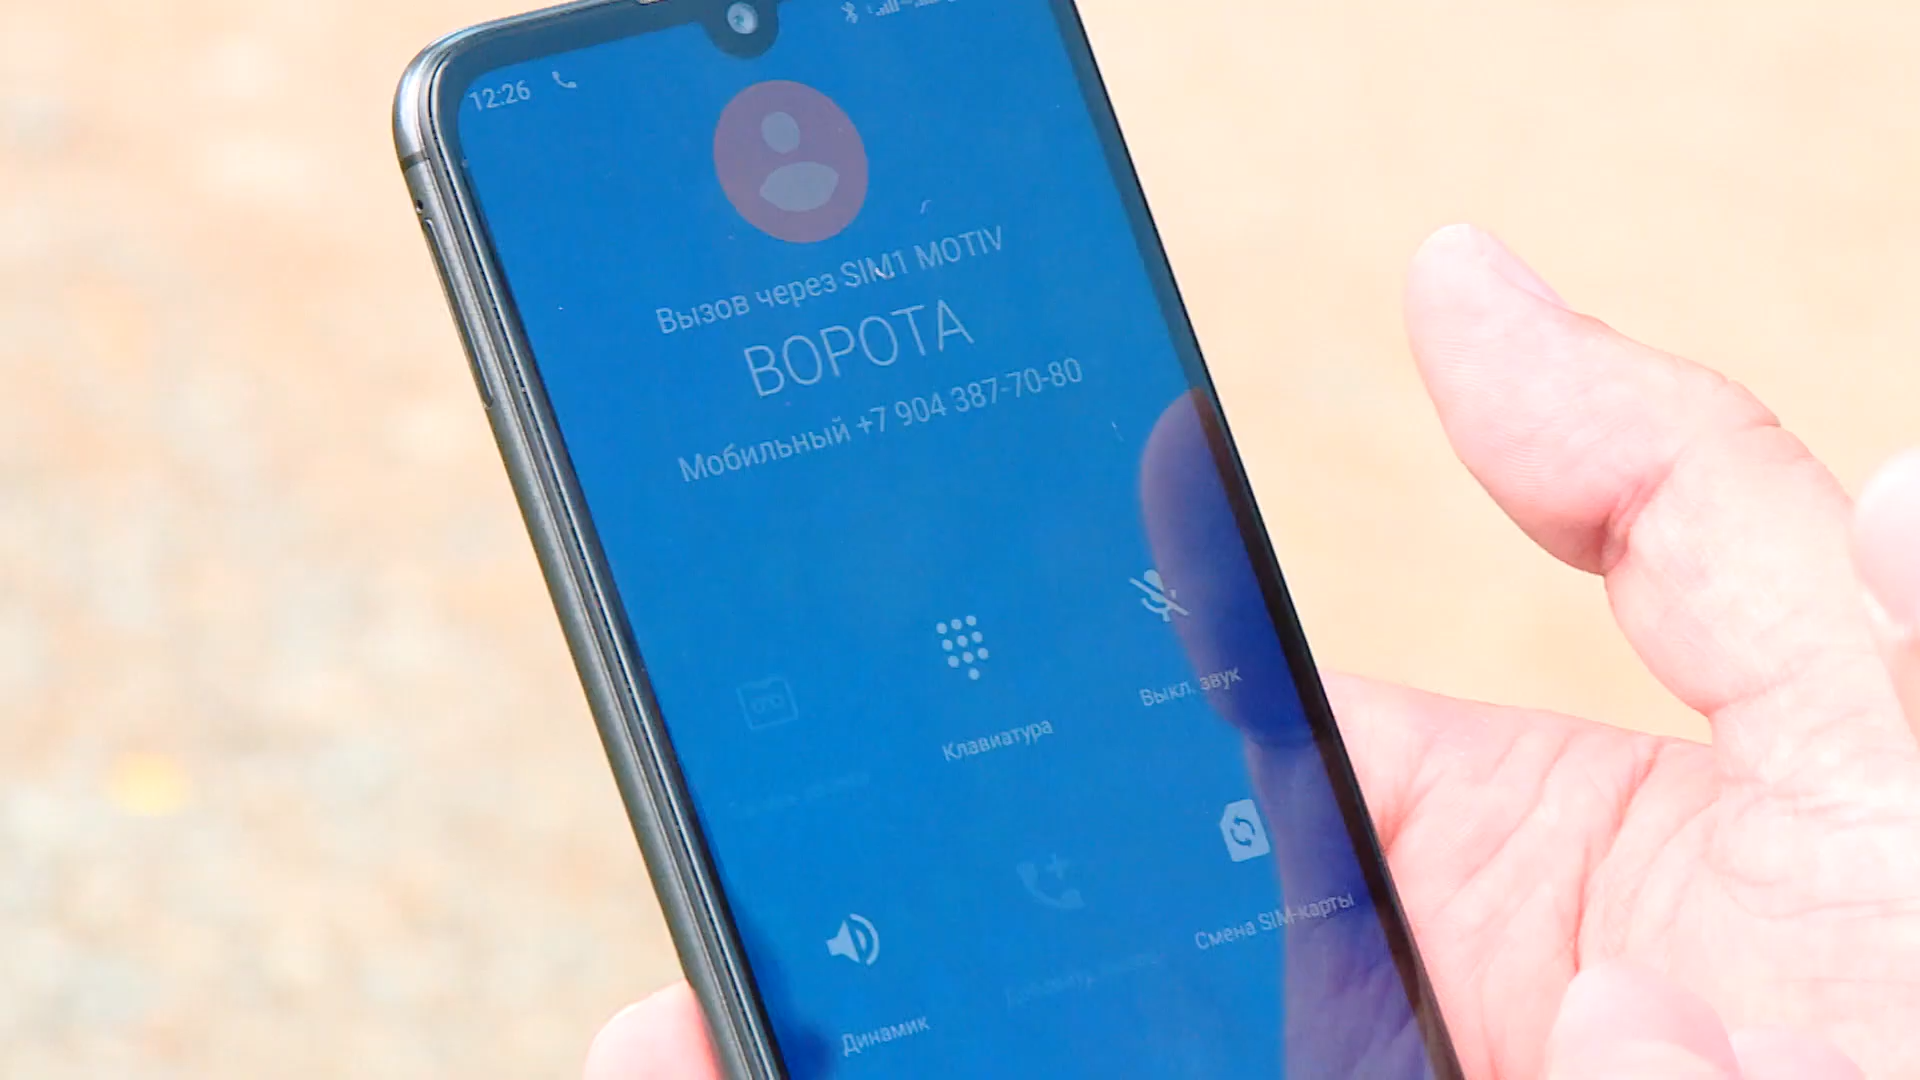 12:26
Вызов через SIM1 MOTIV
ВОРОТА
Мобильный +7 904 387-70-80
Клавиатура
Выкл. звук
Динамик
Смена SIM-карты